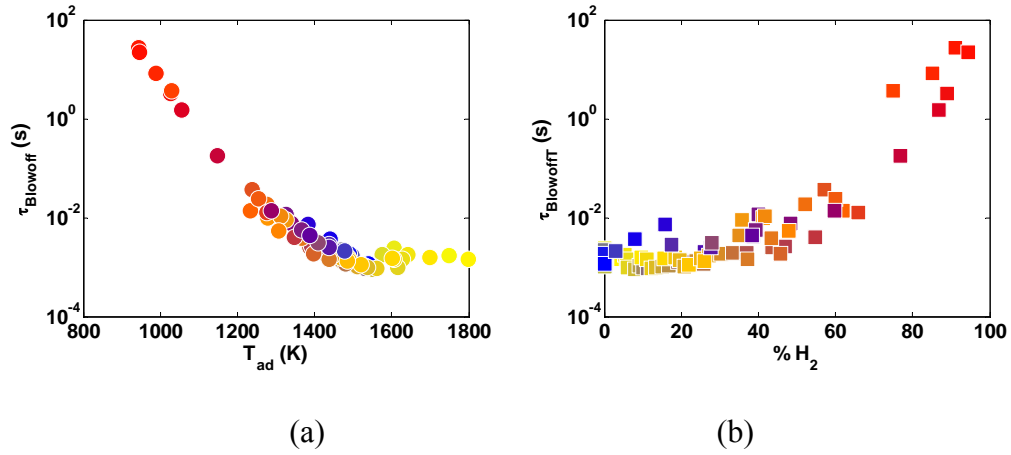 10^2
10^0
10^-2
10^-4
τ_Blowoff (s)
800 1000 1200 1400 1600 1800
T_ad (K)
(a)
10^2
10^0
10^-2
10^-4
τ_BlowoffT (s)
0 20 40 60 80 100
% H_2
(b)